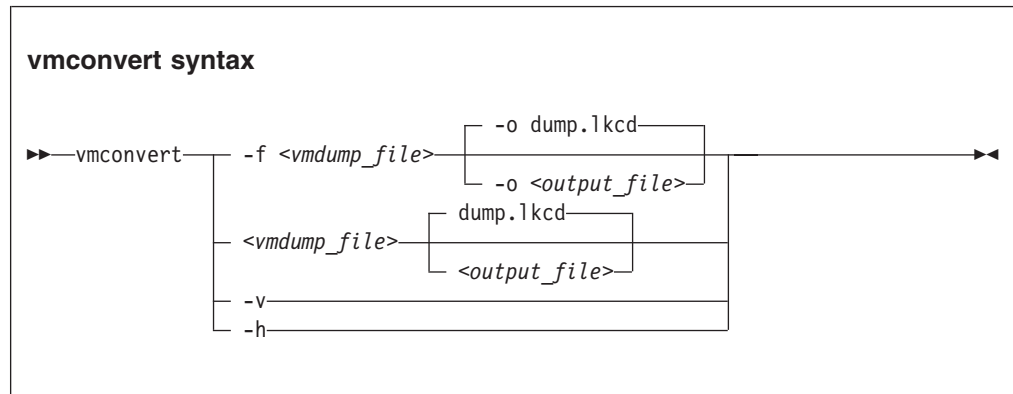 vmconvert syntax
-o dump.lkcd
vmconvert -f <vmdump_file>
-o <output_file>
dump.lkcd
<vmdump_file>
<output_file>
-v
-h